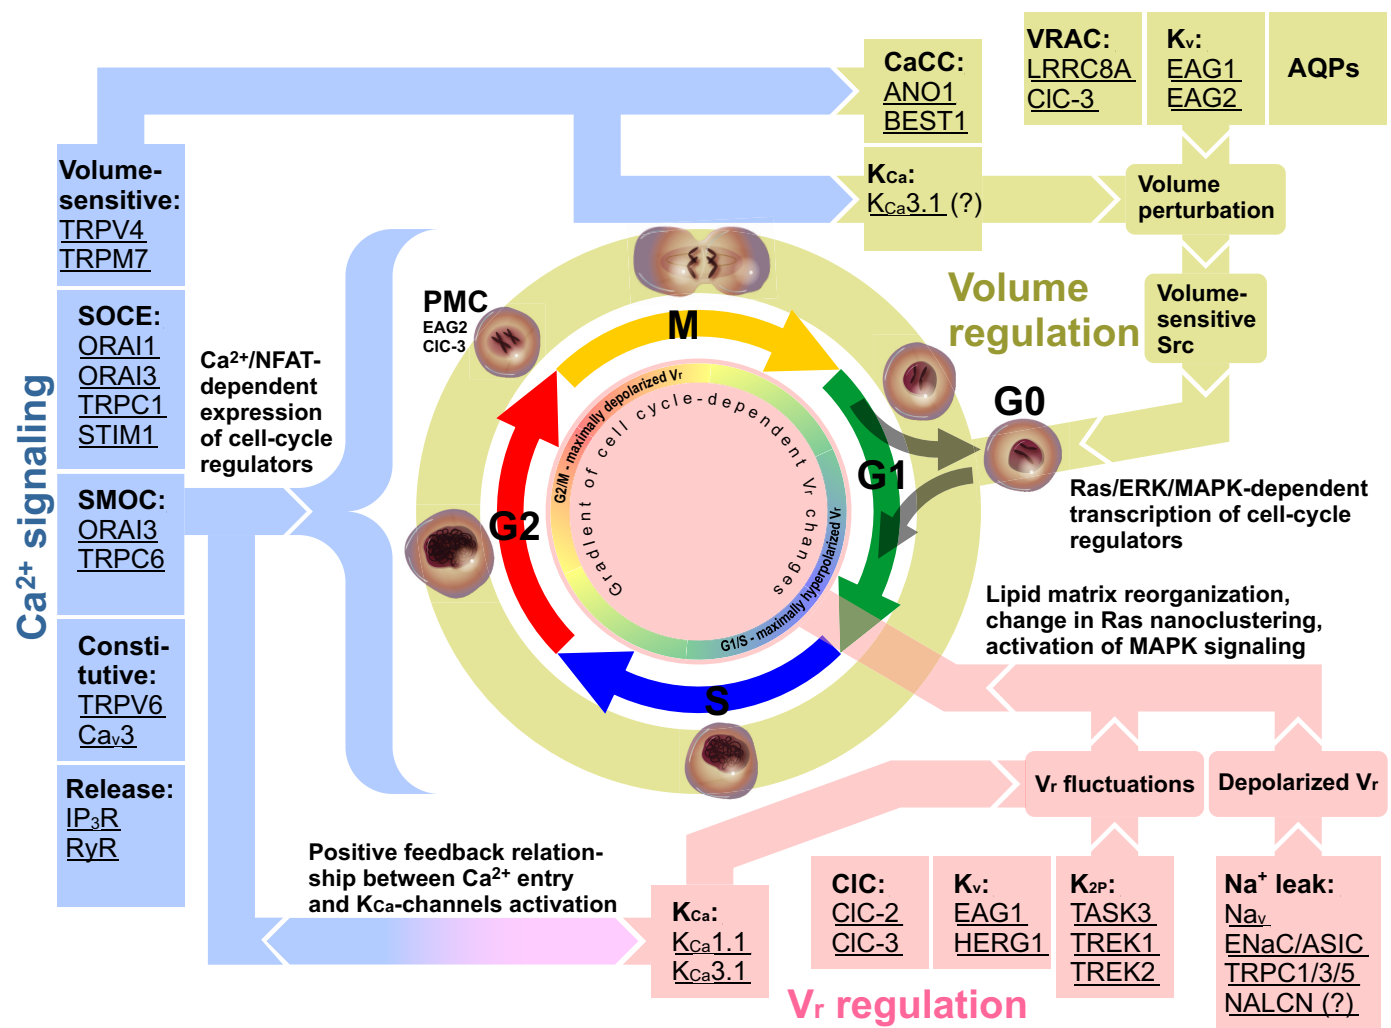 Ca²⁺ signaling
Volume-
sensitive:
TRPV4
TRPM7
SOCE:
ORAI1
ORAI3
TRPC1
STIM1
SMOC:
ORAI3
TRPC6
Consti-
tutive:
TRPV6
Caᵥ3
Release:
IP₃R
RyR
Ca²⁺/NFAT-
dependent
expression
of cell-cycle
regulators
CaCC:
ANO1
BEST1
KCa:
KCa3.1 (?)
VRAC:
LRRC8A
ClC-3
Kv:
EAG1
EAG2
AQPs
Volume
perturbation
Volume-
sensitive
Src
Volume
regulation
PMC
EAG2
ClC-3
M
G1
G0
S
G2
G2/M - maximally depolarized Vr
Gradient of cell cycle-dependent Vr changes
G1/S - maximally hyperpolarized Vr
Ras/ERK/MAPK-dependent
transcription of cell-cycle
regulators
Lipid matrix reorganization,
change in Ras nanoclustering,
activation of MAPK signaling
Vr fluctuations
Depolarized Vr
Positive feedback relation-
ship between Ca²⁺ entry
and KCa-channels activation
KCa:
KCa1.1
KCa3.1
ClC:
ClC-2
ClC-3
Kv:
EAG1
HERG1
K2P:
TASK3
TREK1
TREK2
Na⁺ leak:
Naᵥ
ENaC/ASIC
TRPC1/3/5
NALCN (?)
Vr regulation